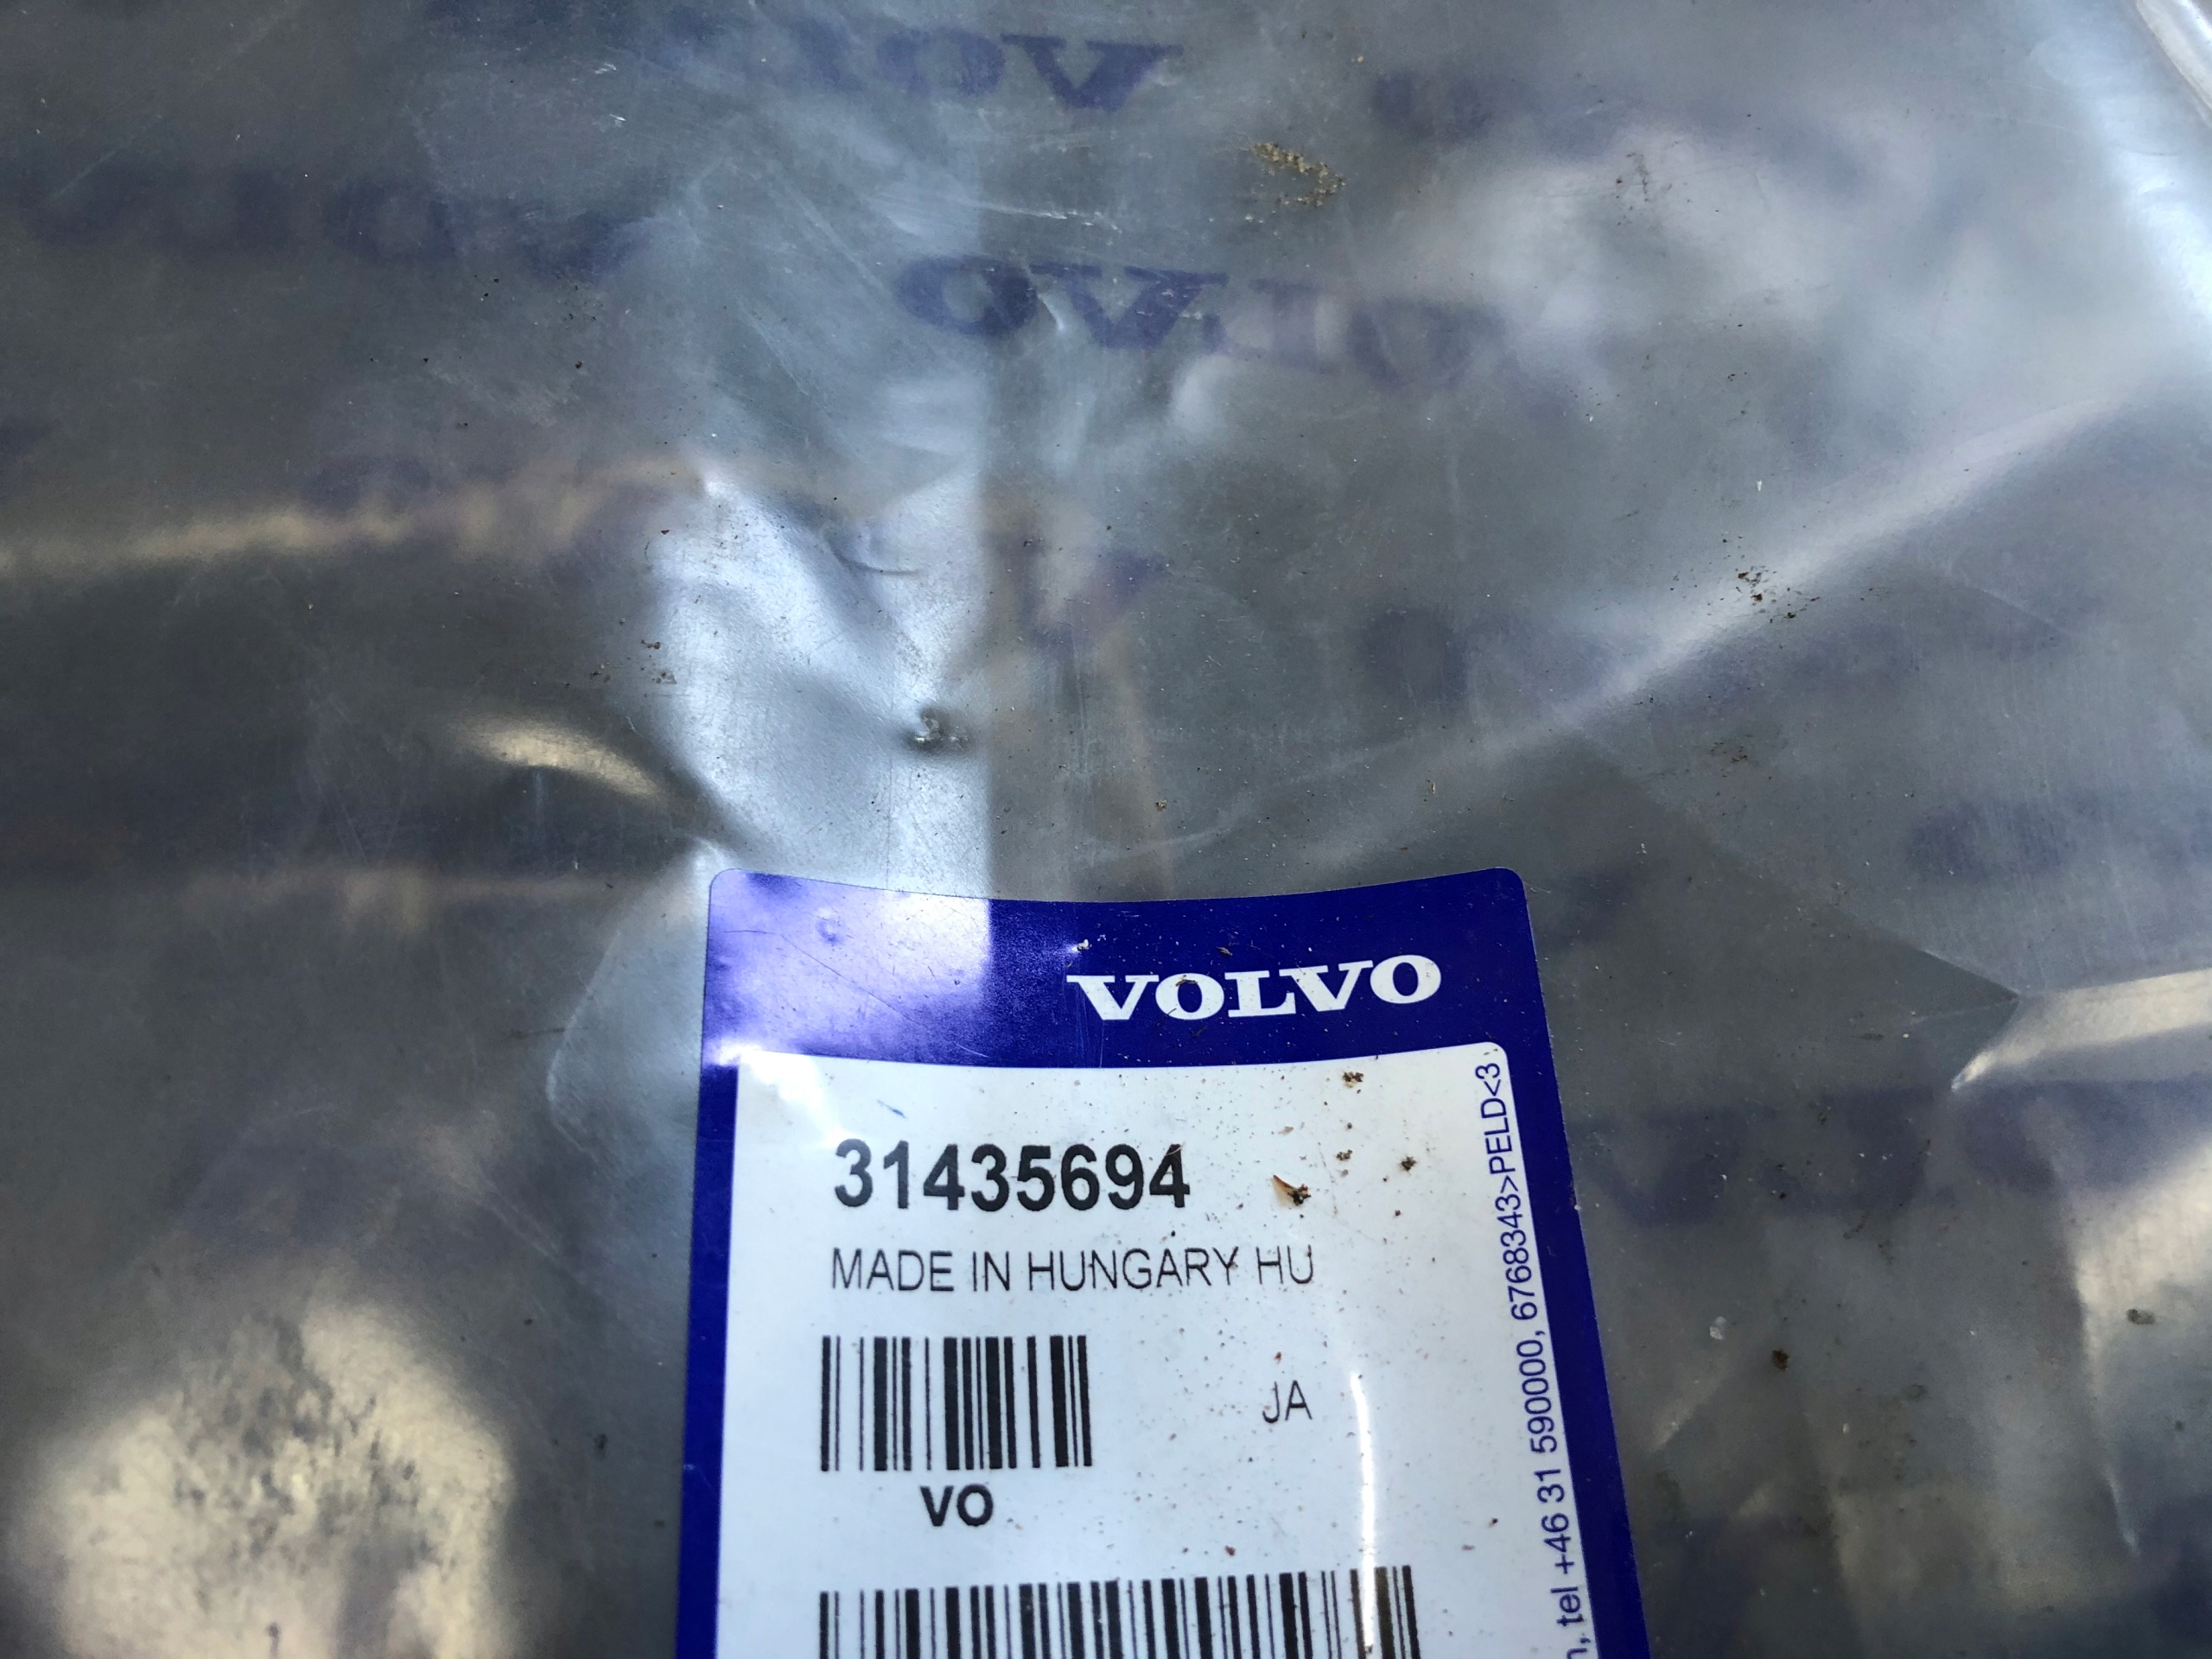 VOLVO
31435694
MADE IN HUNGARY HU
JA
VO
tel +46 31 590000, 6768343>PELD<3